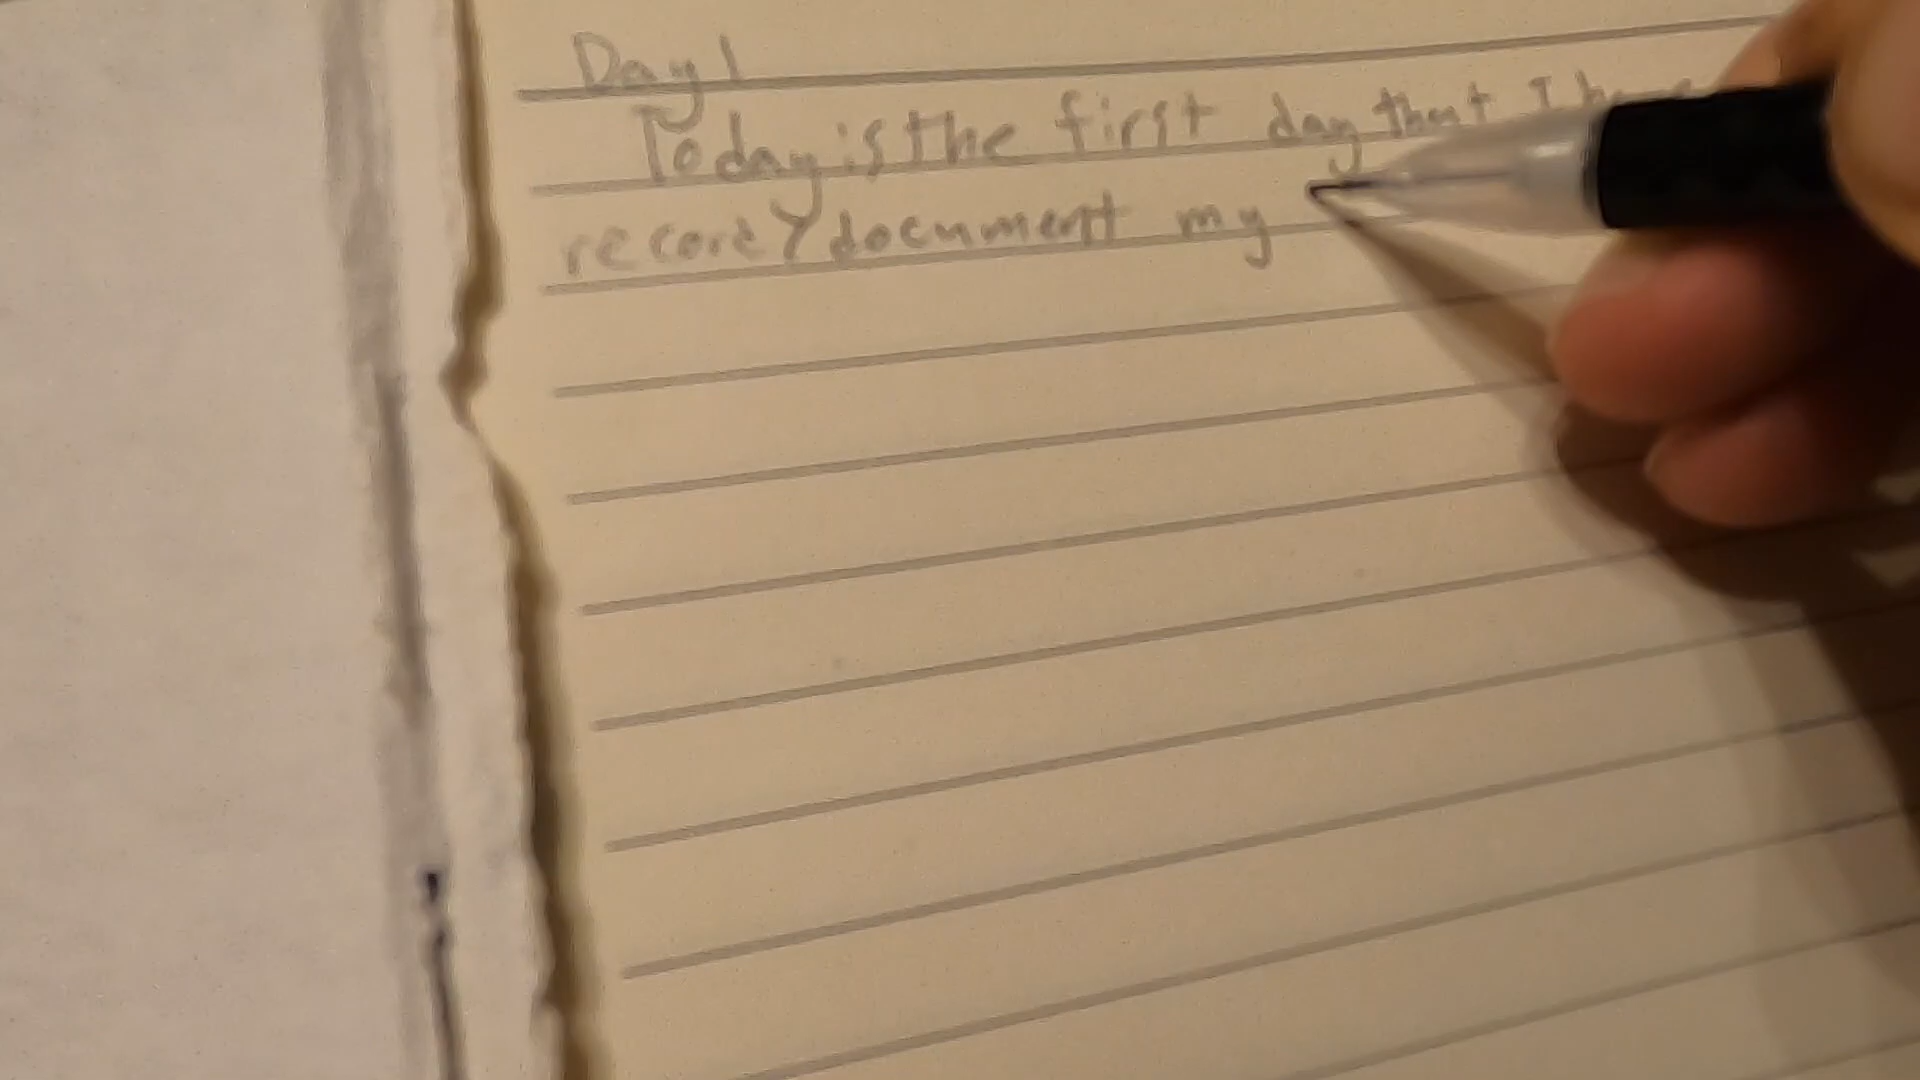 Day 1
Today is the first day that I
record/document my